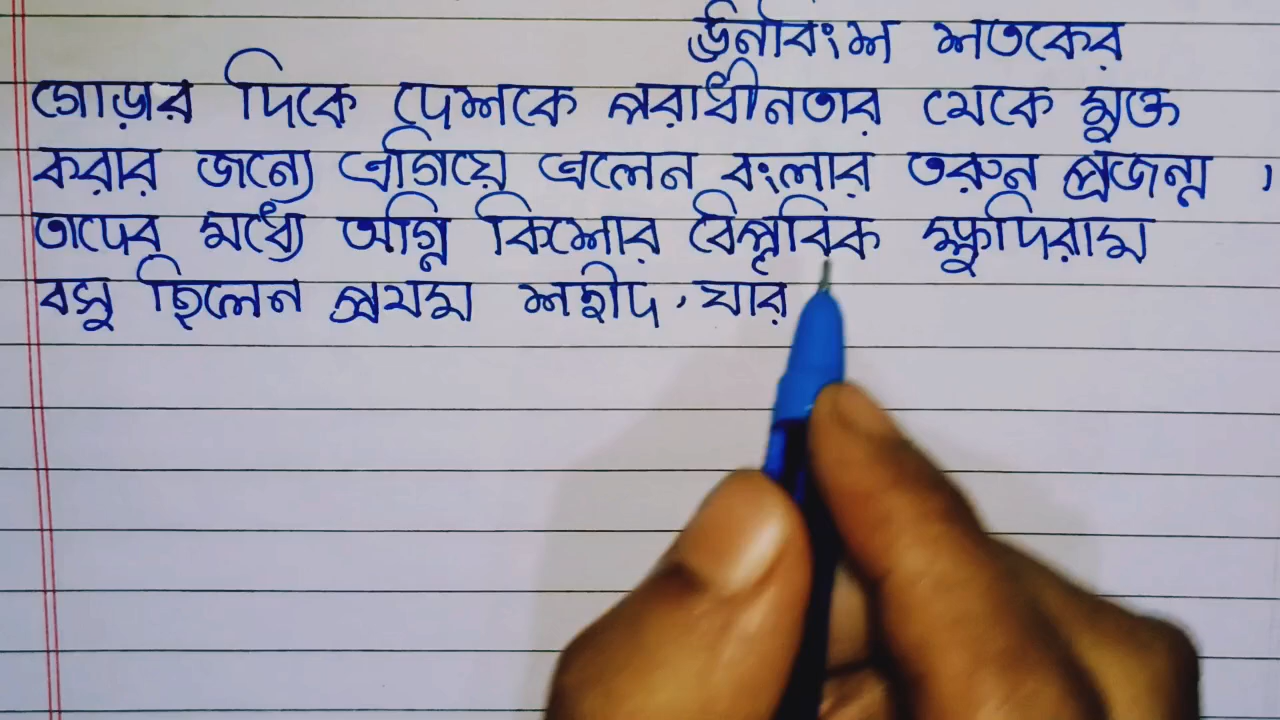 ঊনবিংশ শতকের
গোড়ার দিকে দেশকে পরাধীনতার থেকে মুক্ত
করার জন্যে এগিয়ে এলেন বংলার তরুন প্রজন্ম ,
তাদের মধ্যে অগ্নি কিশোর বিপ্লবিক ক্ষুদিরাম
বসু ছিলেন প্রথম শহীদ, যার